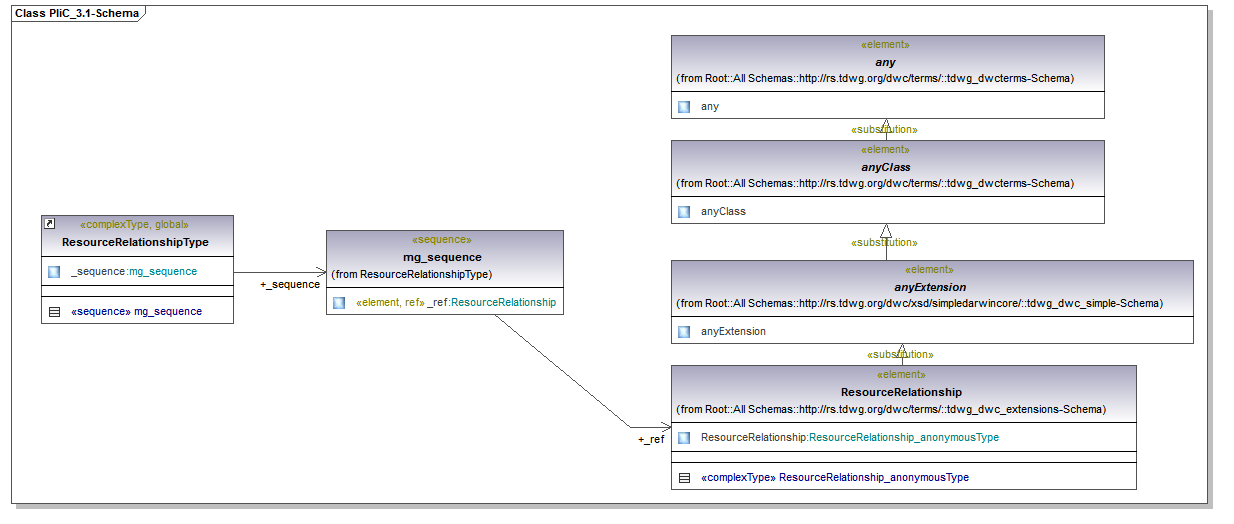 Class PliC_3.1-Schema
«element»
any
(from Root::All Schemas::http://rs.tdwg.org/dwc/terms/::tdwg_dwcterms-Schema)
any
«substitution»
«element»
anyClass
(from Root::All Schemas::http://rs.tdwg.org/dwc/terms/::tdwg_dwcterms-Schema)
anyClass
«substitution»
«complexType, global»
ResourceRelationshipType
_sequence:mg_sequence
«sequence» mg_sequence
+_sequence
«sequence»
mg_sequence
(from ResourceRelationshipType)
«element, ref» _ref:ResourceRelationship
«element»
anyExtension
(from Root::All Schemas::http://rs.tdwg.org/dwc/xsd/simpledarwincore/::tdwg_dwc_simple-Schema)
anyExtension
«substitution»
«element»
ResourceRelationship
(from Root::All Schemas::http://rs.tdwg.org/dwc/terms/::tdwg_dwc_extensions-Schema)
+_ref
ResourceRelationship:ResourceRelationship_anonymousType
«complexType» ResourceRelationship_anonymousType